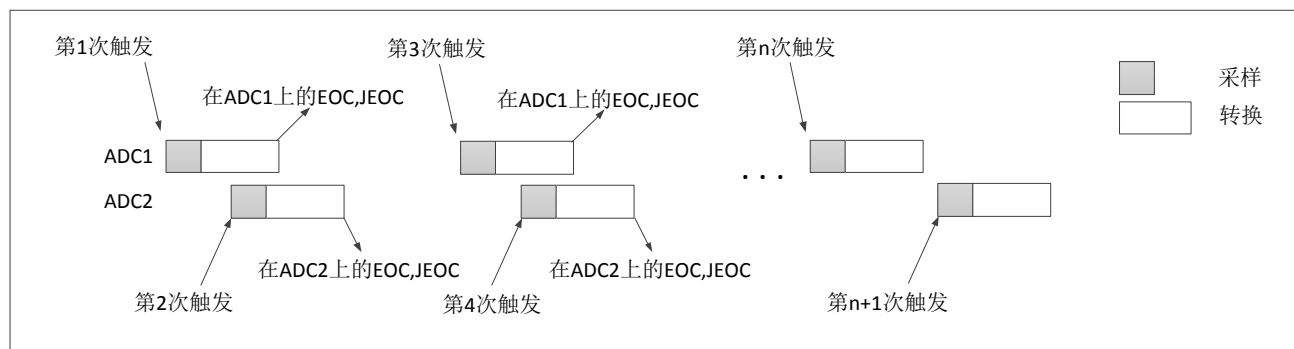 第1次触发
第3次触发
第n次触发
采样
在ADC1上的EOC,JEOC
在ADC1上的EOC,JEOC
转换
ADC1
...
ADC2
在ADC2上的EOC,JEOC
在ADC2上的EOC,JEOC
第2次触发
第4次触发
第n+1次触发